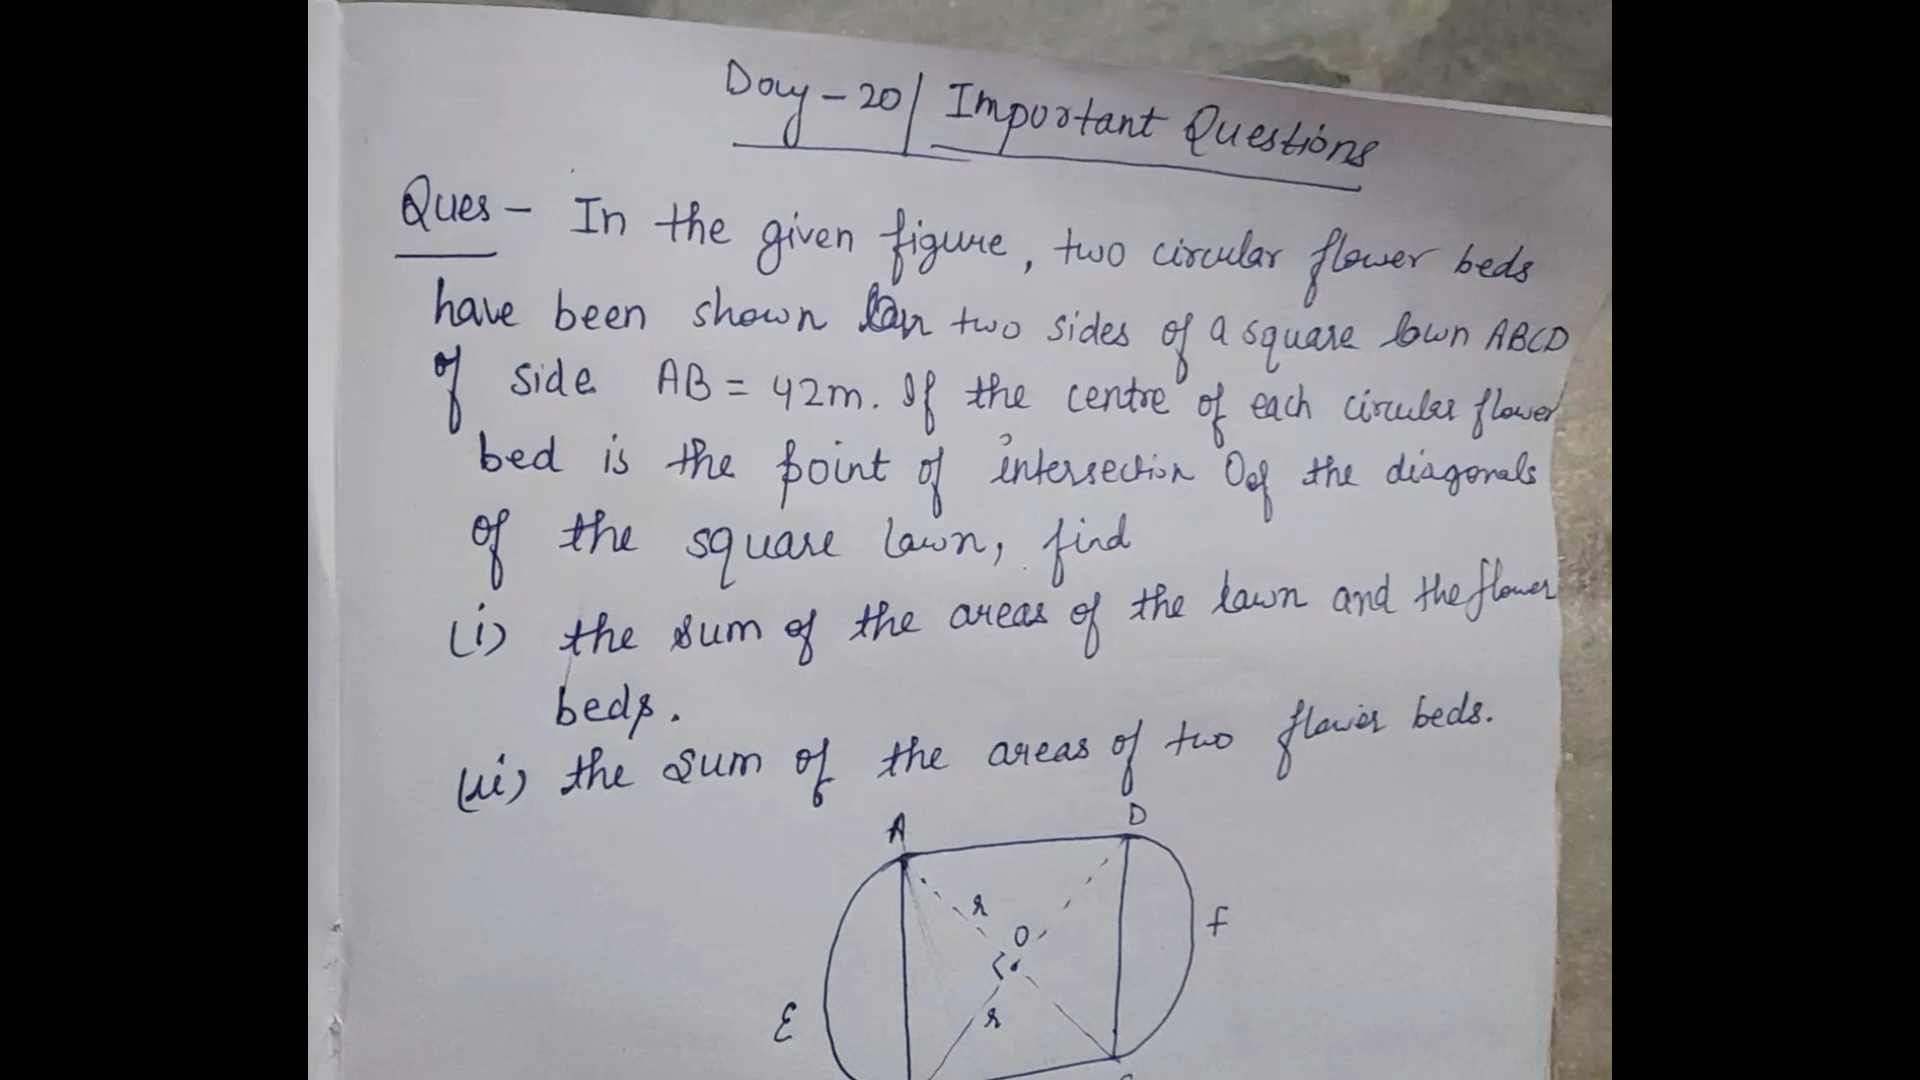 Day-20/ Important Questions
Ques - In the given figure, two circular flower beds
have been shown two sides of a square lawn ABCD
of side AB = 42m. If the centre of each circular flower
bed is the point of intersection O of the diagonals
of the square lawn, find
(i) the sum of the areas of the lawn and the flower
beds.
(ii) the sum of the areas of two flower beds.
A
D
r
O
F
E
r